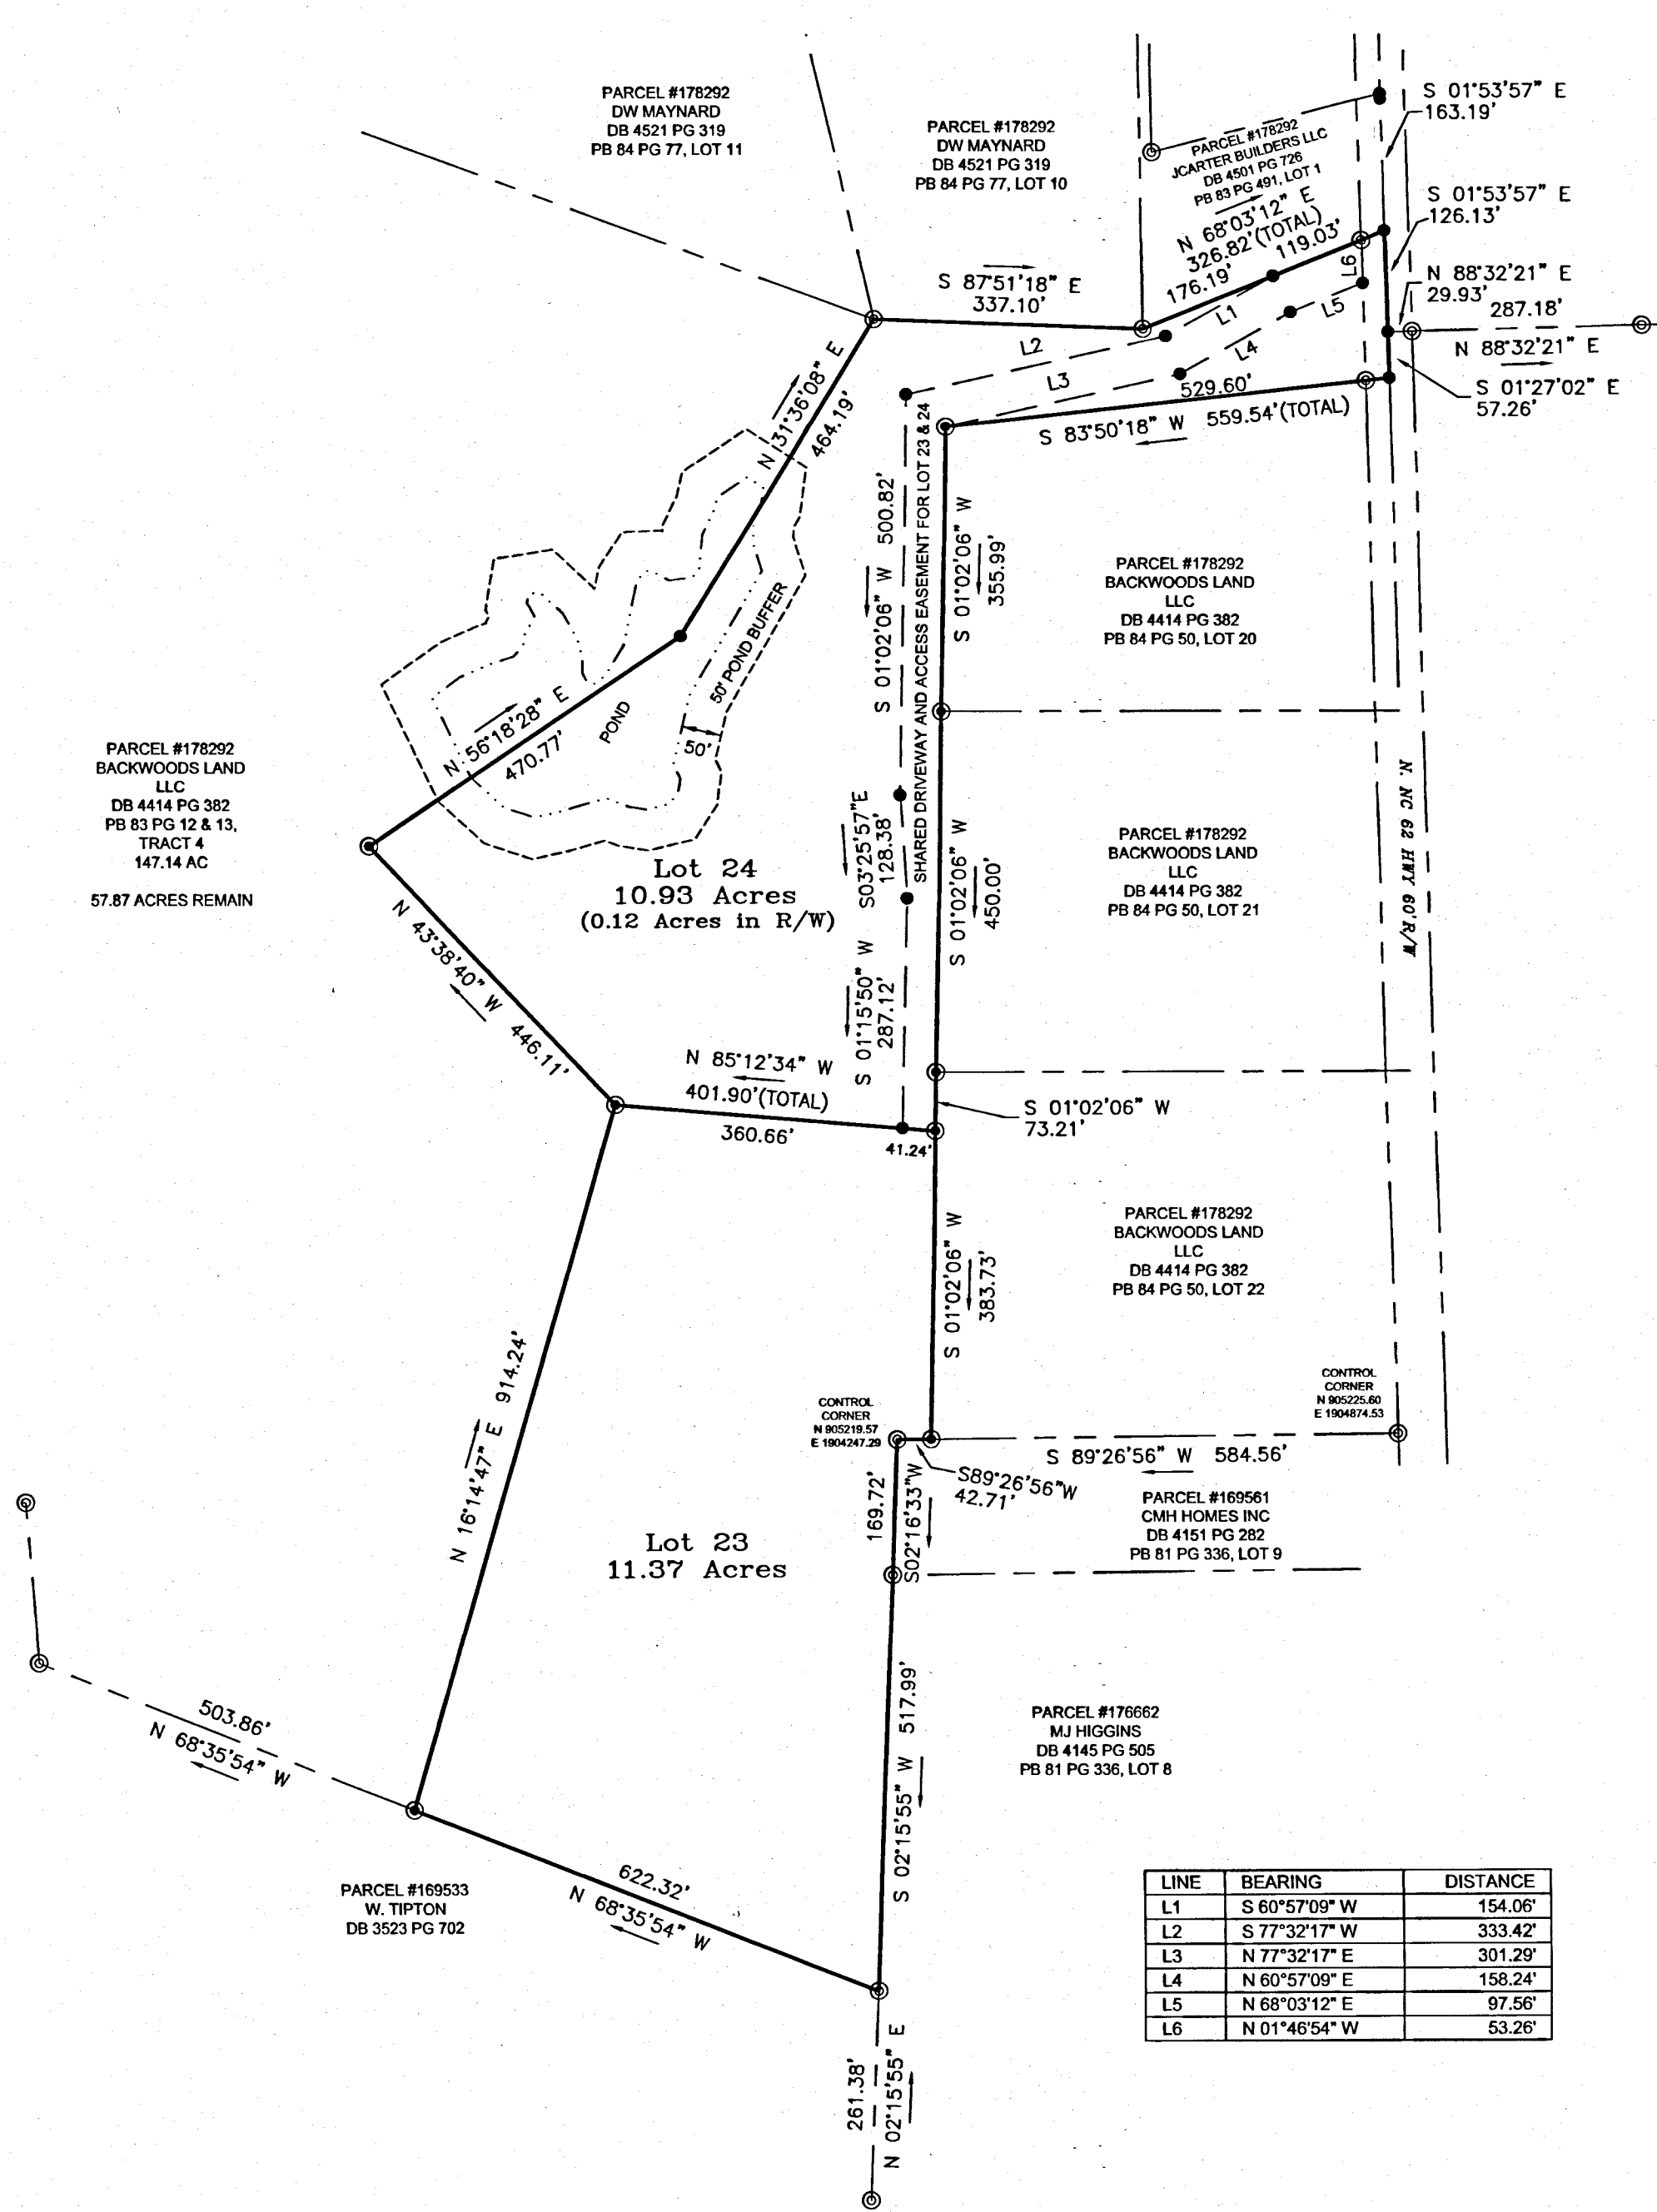 PARCEL #178292
DW MAYNARD
DB 4521 PG 319
PB 84 PG 77, LOT 11
PARCEL #178292
DW MAYNARD
DB 4521 PG 319
PB 84 PG 77, LOT 10
PARCEL #178292
JCARTER BUILDERS LLC
DB 4501 PG 726
PB 83 PG 491, LOT 1
N 68°03'12" E
326.82'(TOTAL)
176.19'
119.03'
S 01°53'57" E
163.19'
S 01°53'57" E
126.13'
N 88°32'21" E
29.93'
287.18'
N 88°32'21" E
S 01°27'02" E
57.26'
S 87°51'18" E
337.10'
L6
L5
L1
L4
L2
L3
529.60'
S 83°50'18" W 559.54'(TOTAL)
N 31°36'08" E
464.19'
S 01°02'06" W 500.82'
SHARED DRIVEWAY AND ACCESS EASEMENT FOR LOT 23 & 24
S 01°02'06" W
355.99'
PARCEL #178292
BACKWOODS LAND
LLC
DB 4414 PG 382
PB 84 PG 50, LOT 20
50' POND BUFFER
50'
POND
N 56°18'28" E
470.77'
PARCEL #178292
BACKWOODS LAND
LLC
DB 4414 PG 382
PB 83 PG 12 & 13,
TRACT 4
147.14 AC
57.87 ACRES REMAIN
Lot 24
10.93 Acres
(0.12 Acres in R/W)
S03°25'57"E
128.38'
S 01°02'06" W
450.00'
PARCEL #178292
BACKWOODS LAND
LLC
DB 4414 PG 382
PB 84 PG 50, LOT 21
N. NC 62 HWY 60'R/W
N 43°38'40" W 446.11'
S 01°15'50" W
287.12'
N 85°12'34" W
401.90'(TOTAL)
360.66'
41.24'
S 01°02'06" W
73.21'
S 01°02'06" W
383.73'
PARCEL #178292
BACKWOODS LAND
LLC
DB 4414 PG 382
PB 84 PG 50, LOT 22
N 16°14'47" E 914.24'
CONTROL
CORNER
N 905219.57
E 1904247.29
CONTROL
CORNER
N 905225.60
E 1904874.53
S 89°26'56" W 584.56'
S89°26'56"W
42.71'
169.72'
S02°16'33"W
PARCEL #169561
CMH HOMES INC
DB 4151 PG 282
PB 81 PG 336, LOT 9
Lot 23
11.37 Acres
S 02°15'55" W 517.99'
PARCEL #176662
MJ HIGGINS
DB 4145 PG 505
PB 81 PG 336, LOT 8
503.86'
N 68°35'54" W
622.32'
N 68°35'54" W
PARCEL #169533
W. TIPTON
DB 3523 PG 702
261.38'
N 02°15'55" E
LINE BEARING DISTANCE
L1 S 60°57'09" W 154.06'
L2 S 77°32'17" W 333.42'
L3 N 77°32'17" E 301.29'
L4 N 60°57'09" E 158.24'
L5 N 68°03'12" E 97.56'
L6 N 01°46'54" W 53.26'